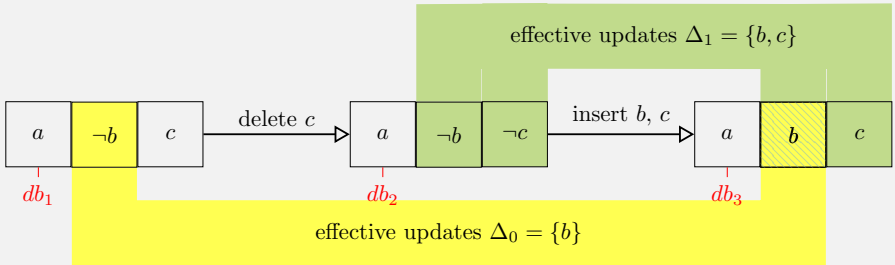 effective updates Δ₁ = {b, c}
a ¬b c delete c a ¬b ¬c insert b, c a b c
db₁ db₂ db₃
effective updates Δ₀ = {b}